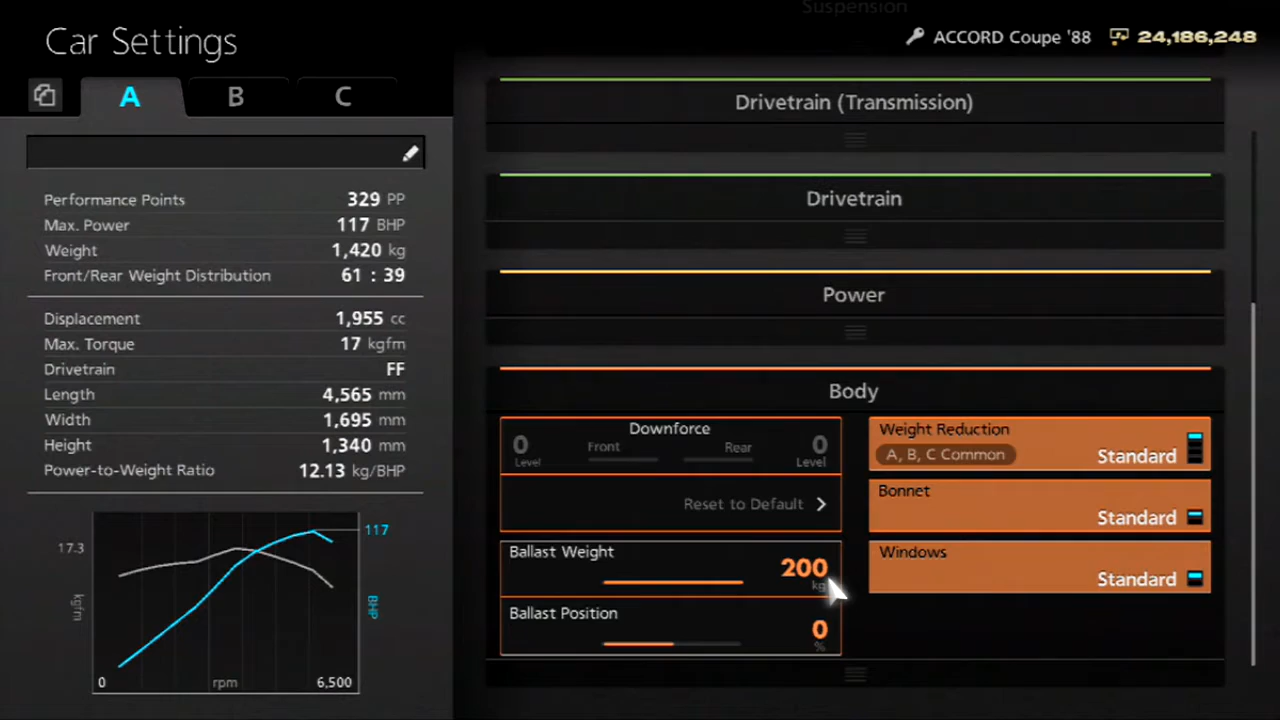 Suspension
Car Settings
ACCORD Coupe '88
24,186,248
A
B
C
Performance Points 329 PP
Max. Power 117 BHP
Weight 1,420 kg
Front/Rear Weight Distribution 61 : 39
Displacement 1,955 cc
Max. Torque 17 kgfm
Drivetrain FF
Length 4,565 mm
Width 1,695 mm
Height 1,340 mm
Power-to-Weight Ratio 12.13 kg/BHP
117
17.3
kgfm
BHP
0 rpm 6,500
Drivetrain (Transmission)
Drivetrain
Power
Body
Downforce
0 Front Rear 0
Level Level
Reset to Default
Ballast Weight
200
kg
Ballast Position
0
%
Weight Reduction
A, B, C Common Standard
Bonnet
Standard
Windows
Standard